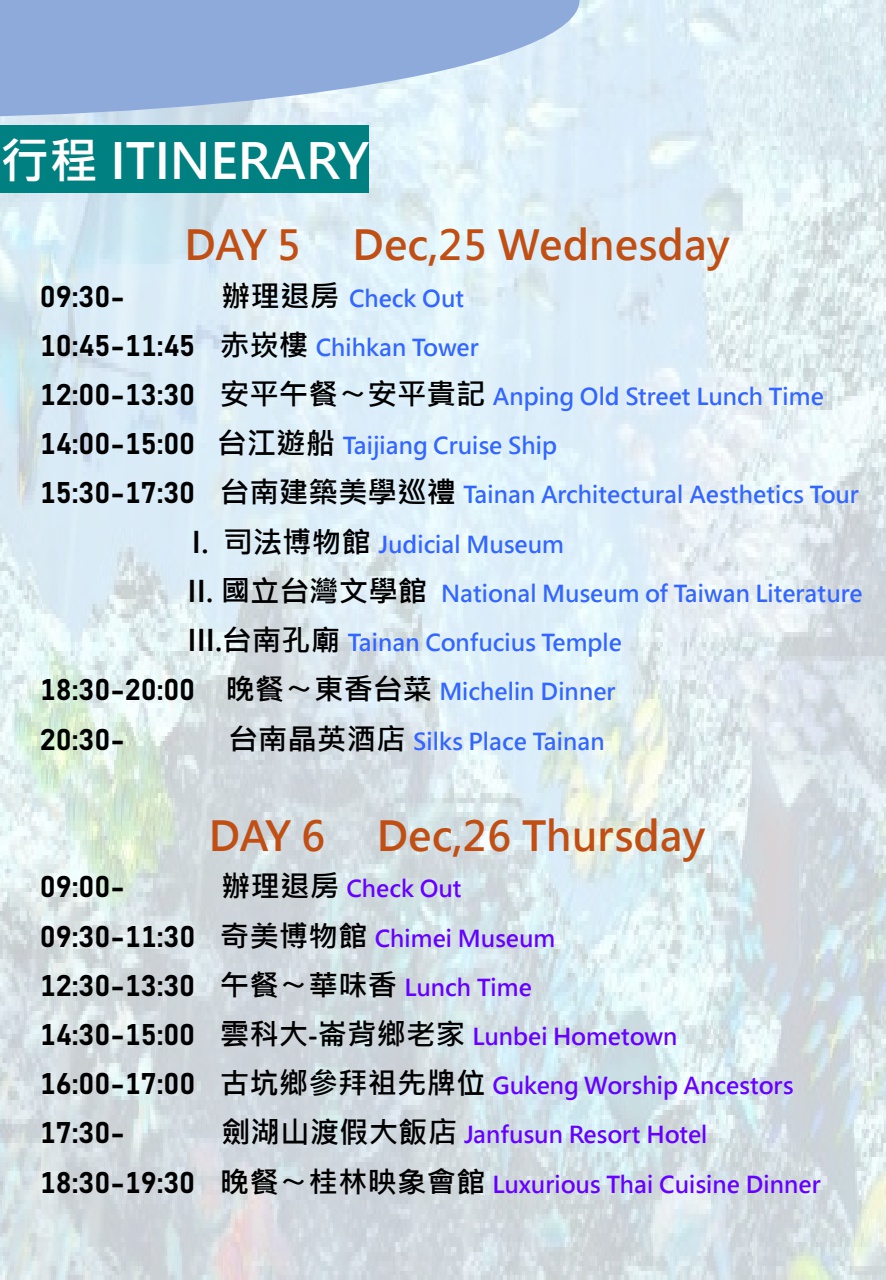 行程 ITINERARY
DAY 5 Dec,25 Wednesday
09:30- 辦理退房 Check Out
10:45-11:45 赤崁樓 Chihkan Tower
12:00-13:30 安平午餐～安平貴記 Anping Old Street Lunch Time
14:00-15:00 台江遊船 Taijiang Cruise Ship
15:30-17:30 台南建築美學巡禮 Tainan Architectural Aesthetics Tour
I. 司法博物館 Judicial Museum
II. 國立台灣文學館 National Museum of Taiwan Literature
III.台南孔廟 Tainan Confucius Temple
18:30-20:00 晚餐～東香台菜 Michelin Dinner
20:30- 台南晶英酒店 Silks Place Tainan
DAY 6 Dec,26 Thursday
09:00- 辦理退房 Check Out
09:30-11:30 奇美博物館 Chimei Museum
12:30-13:30 午餐～華味香 Lunch Time
14:30-15:00 雲科大-崙背鄉老家 Lunbei Hometown
16:00-17:00 古坑鄉參拜祖先牌位 Gukeng Worship Ancestors
17:30- 劍湖山渡假大飯店 Janfusun Resort Hotel
18:30-19:30 晚餐～桂林映象會館 Luxurious Thai Cuisine Dinner